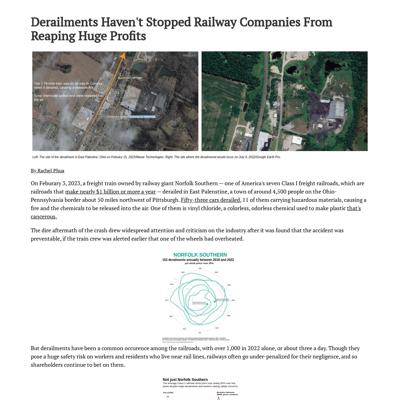 Derailments Haven't Stopped Railway Companies From
Reaping Huge Profits
Left: The site of the derailment in East Palestine, Ohio on February 21, 2023/Maxar Technologies; Right: The site where the derailment would occur on July 5, 2022/Google Earth Pro.
By Rachel Phua
On Feburary 3, 2023, a freight train owned by railway giant Norfolk Southern — one of America's seven Class I freight railroads, which are
railroads that make nearly $1 billion or more a year — derailed in East Palenstine, a town of around 4,500 people on the Ohio-
Pennsylvania border about 50 miles northwest of Pittsburgh. Fifty-three cars derailed, 11 of them carrying hazardous materials, causing a
fire and the chemicals to be released into the air. One of them is vinyl chloride, a colorless, odorless chemical used to make plastic that's
cancerous.
The dire aftermath of the crash drew widespread attention and criticism on the industry after it was found that the accident was
preventable, if the train crew was alerted earlier that one of the wheels had overheated.
NORFOLK SOUTHERN
But derailments have been a common occurence among the railroads, with over 1,000 in 2022 alone, or about three a day. Though they
pose a huge safety risk on workers and residents who live near rail lines, railways often go under-penalized for their negligence, and so
shareholders continue to bet on them.
Not just Norfolk Southern